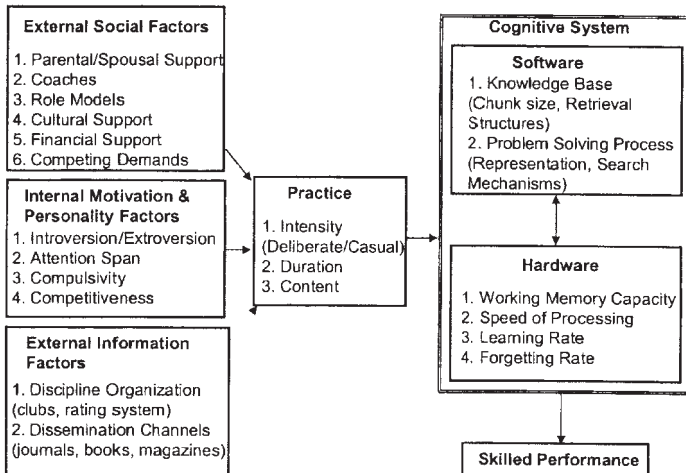 External Social Factors
1. Parental/Spousal Support
2. Coaches
3. Role Models
4. Cultural Support
5. Financial Support
6. Competing Demands
Internal Motivation &
Personality Factors
1. Introversion/Extroversion
2. Attention Span
3. Compulsivity
4. Competitiveness
External Information
Factors
1. Discipline Organization
(clubs, rating system)
2. Dissemination Channels
(journals, books, magazines)
Practice
1. Intensity
(Deliberate/Casual)
2. Duration
3. Content
Cognitive System
Software
1. Knowledge Base
(Chunk size, Retrieval
Structures)
2. Problem Solving Process
(Representation, Search
Mechanisms)
Hardware
1. Working Memory Capacity
2. Speed of Processing
3. Learning Rate
4. Forgetting Rate
Skilled Performance